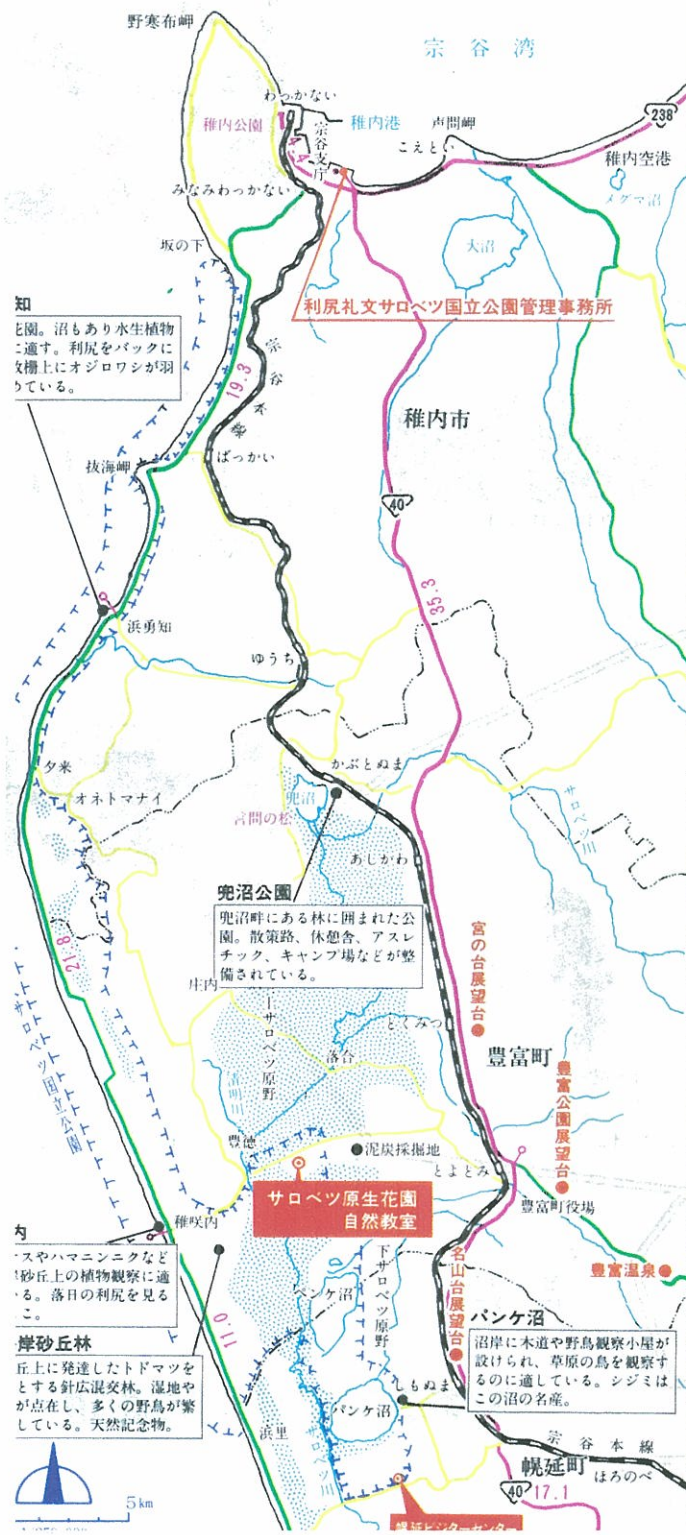 野寒布岬
宗谷湾
わっかない
稚内公園
稚内港
宗谷支庁
声問岬
こえとい
238
稚内空港
メグマ沼
4.4
みなみわっかない
坂の下
大沼
利尻礼文サロベツ国立公園管理事務所
知
花園。沼もあり水生植物
に適す。利尻をバックに
牧柵上にオジロワシが羽
めている。
19.3
宗谷本線
稚内市
抜海岬
ばっかい
40
35.3
浜勇知
ゆうち
夕来
オネトマナイ
かぶとぬま
兜沼
言問の松
サロベツ川
あしかわ
兜沼公園
兜沼畔にある林に囲まれた公
園。散策路、休憩舎、アスレ
チック、キャンプ場などが整
備されている。
宮の台展望台
21.8
庄内
ーサロベツ原野
とくみつ
サロベツ国立公園
落合
清明川
豊富町
豊富公園展望台
豊徳
泥炭採掘地
とよとみ
サロベツ原生花園
自然教室
豊富町役場
稚咲内
内
スやハマニンニクなど
岸砂丘上の植物観察に適
る。落日の利尻を見る
こ。
ペンケ沼
下サロベツ原野
名山台展望台
豊富温泉
パンケ沼
沼岸に木道や野鳥観察小屋が
設けられ、草原の鳥を観察す
るのに適している。シジミは
この沼の名産。
11.0
岸砂丘林
丘上に発達したトドマツを
とする針広混交林。湿地や
が点在し、多くの野鳥が繁
している。天然記念物。
しもぬま
パンケ沼
浜里
サロベツ川
宗谷本線
幌延町
ほろのべ
40
17.1
5km
幌延ビジターセンター